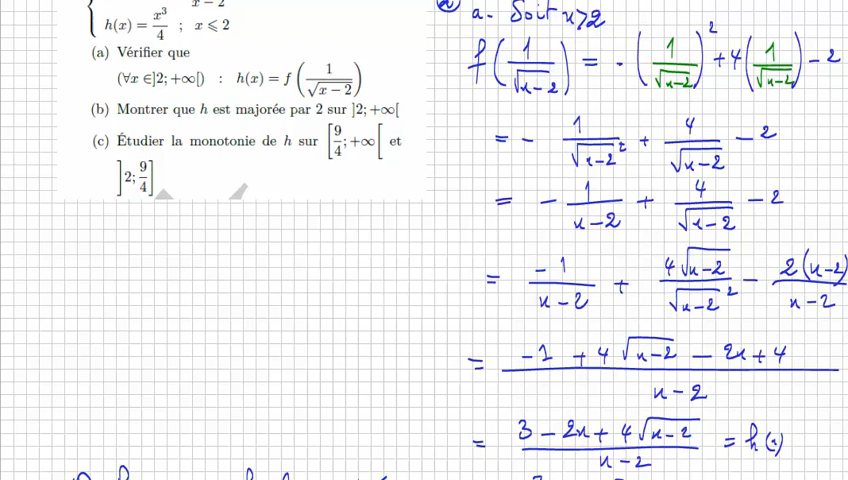 x − 2
h(x) = x³/4 ; x ⩽ 2
(a) Vérifier que
(∀x ∈]2; +∞[) : h(x) = f(1/√(x − 2))
(b) Montrer que h est majorée par 2 sur ]2; +∞[
(c) Étudier la monotonie de h sur [9/4; +∞[ et
]2; 9/4]
a - Soit x > 2
f(1/√(x-2)) = - (1/√(x-2))² + 4(1/√(x-2)) - 2
= - 1/√(x-2)² + 4/√(x-2) - 2
= - 1/(x-2) + 4/√(x-2) - 2
= -1/(x-2) + 4√(x-2)/√(x-2)² - 2(x-2)/(x-2)
= (-1 + 4√(x-2) - 2x + 4)/(x-2)
= (3 - 2x + 4√(x-2))/(x-2) = h(x)